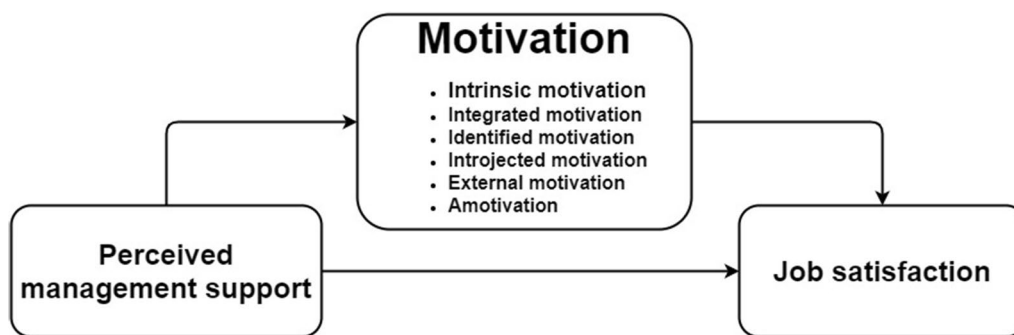 Motivation
• Intrinsic motivation
• Integrated motivation
• Identified motivation
• Introjected motivation
• External motivation
• Amotivation
Perceived
management support
Job satisfaction